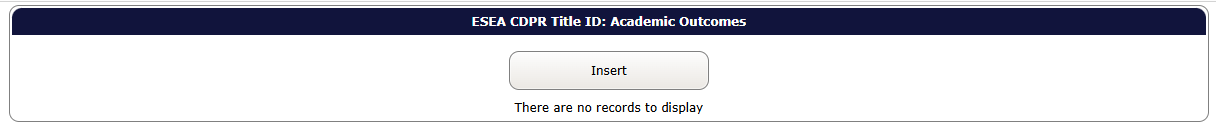 ESEA CDPR Title ID: Academic Outcomes
Insert
There are no records to display